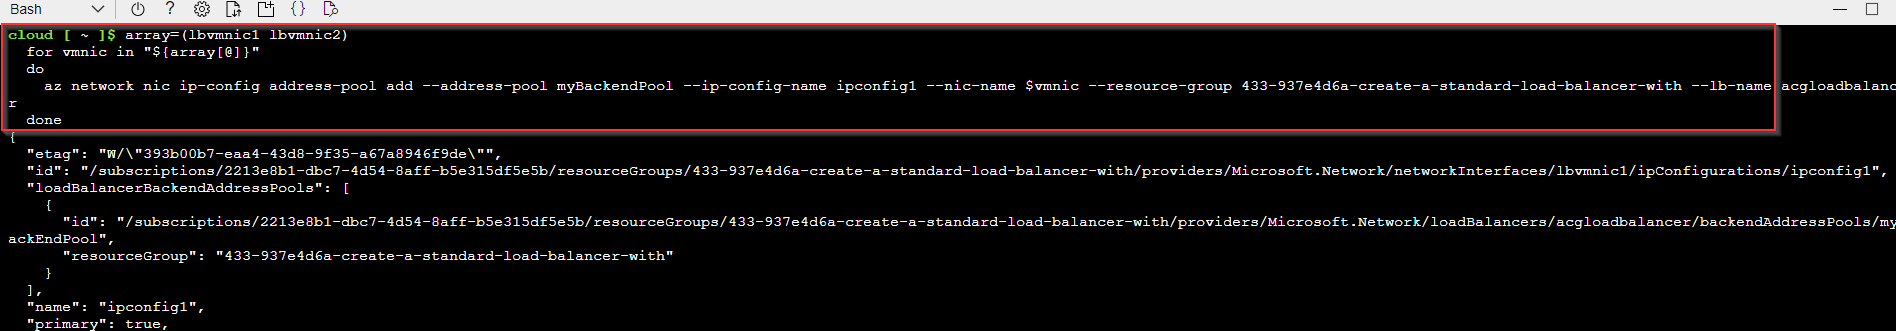 Bash
cloud [ ~ ]$ array=(lbvmnic1 lbvmnic2)
for vmnic in "${array[@]}"
do
az network nic ip-config address-pool add --address-pool myBackendPool --ip-config-name ipconfig1 --nic-name $vmnic --resource-group 433-937e4d6a-create-a-standard-load-balancer-with --lb-name acgloadbalanc
r
done
{
"etag": "W/\"393b00b7-eaa4-43d8-9f35-a67a8946f9de\"",
"id": "/subscriptions/2213e8b1-dbc7-4d54-8aff-b5e315df5e5b/resourceGroups/433-937e4d6a-create-a-standard-load-balancer-with/providers/Microsoft.Network/networkInterfaces/lbvmnic1/ipConfigurations/ipconfig1",
"loadBalancerBackendAddressPools": [
{
"id": "/subscriptions/2213e8b1-dbc7-4d54-8aff-b5e315df5e5b/resourceGroups/433-937e4d6a-create-a-standard-load-balancer-with/providers/Microsoft.Network/loadBalancers/acgloadbalancer/backendAddressPools/my
ackEndPool",
"resourceGroup": "433-937e4d6a-create-a-standard-load-balancer-with"
}
],
"name": "ipconfig1",
"primary": true,